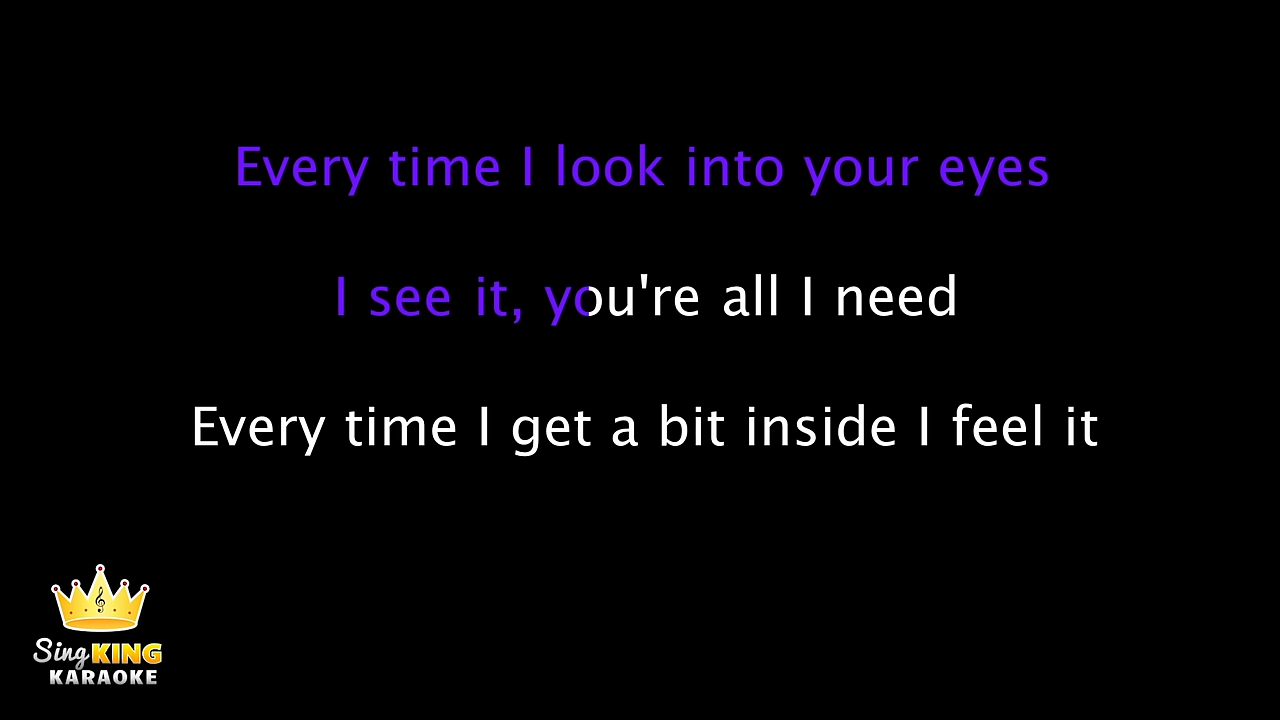 Every time I look into your eyes
I see it, you're all I need
Every time I get a bit inside I feel it
Sing KING
KARAOKE